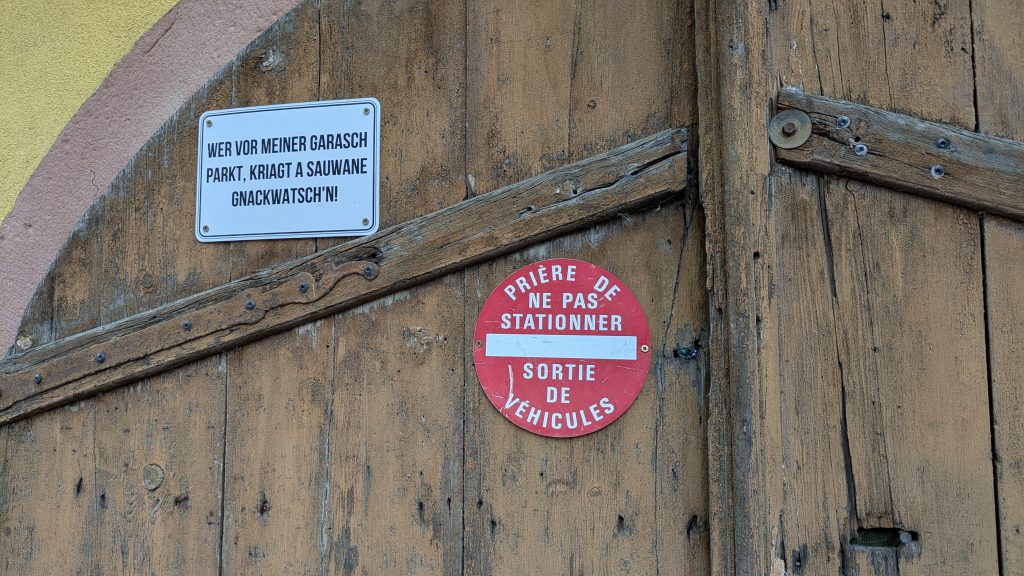 WER VOR MEINER GARASCH
PARKT, KRIAGT A SAUWANE
GNACKWATSCH'N!
PRIÈRE DE
NE PAS
STATIONNER
SORTIE
DE
VÉHICULES